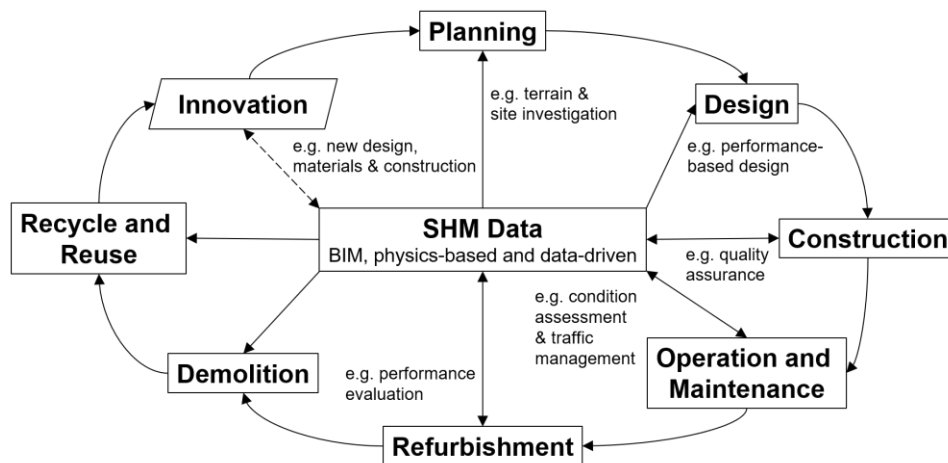 Planning
Innovation
e.g. terrain &
site investigation
Design
e.g. new design,
materials & construction
e.g. performance-
based design
Recycle and
Reuse
SHM Data
BIM, physics-based and data-driven
Construction
e.g. quality
assurance
e.g. condition
assessment
& traffic
management
Operation and
Maintenance
Demolition
e.g. performance
evaluation
Refurbishment